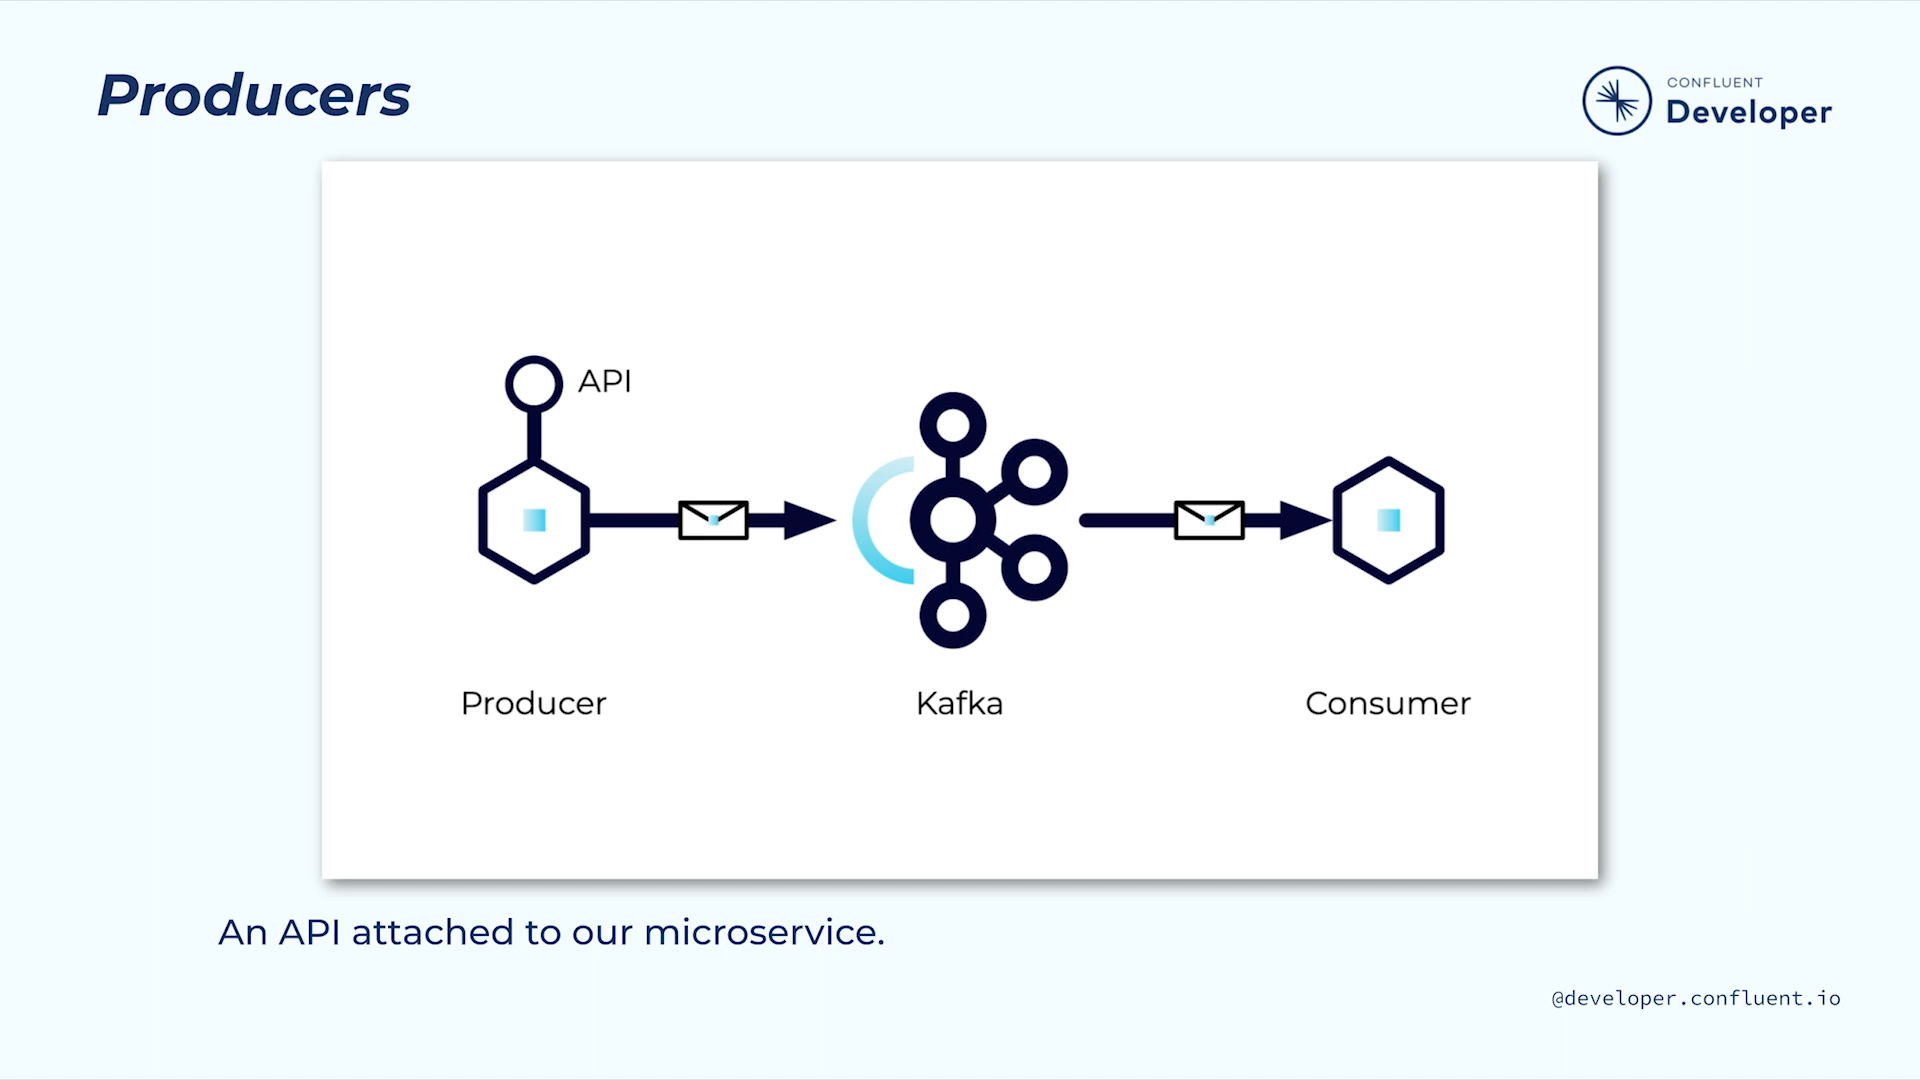 Producers
CONFLUENT
Developer
API
Producer
Kafka
Consumer
An API attached to our microservice.
@developer.confluent.io